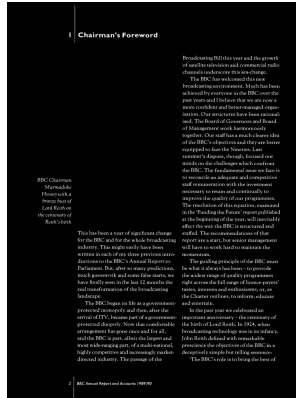 1 Chairman's Foreword
BBC Chairman
Marmaduke
Hussey with a
bronze bust of
Lord Reith on
the centenary of
Reith's birth
This has been a year of significant change
for the BBC and for the whole broadcasting
industry. This might easily have been
written in each of my three previous intro-
ductions to the BBC's Annual Report to
Parliament. But, after so many predictions,
much guesswork and some false starts, we
have finally seen in the last 12 months the
real transformation of the broadcasting
landscape.
The BBC began in life as a government-
protected monopoly and then, after the
arrival of ITV, became part of a government-
protected duopoly. Now that comfortable
arrangement has gone once and for all,
and the BBC is part, albeit the largest and
most wide-ranging part, of a multi-national,
highly competitive and increasingly market-
directed industry. The passage of the
Broadcasting Bill this year and the growth
of satellite television and commercial radio
channels underscore this sea-change.
The BBC has welcomed this new
broadcasting environment. Much has been
achieved by everyone in the BBC over the
past years and I believe that we are now a
more confident and better-managed organ-
isation. Our structures have been rational-
ised. The Board of Governors and Board
of Management work harmoniously
together. Our staff has a much clearer idea
of the BBC's objectives and they are better
equipped to face the Nineties. Last
summer's dispute, though, focused our
minds on the challenges which confront
the BBC. The fundamental issue we face is
to reconcile an adequate and competitive
staff remuneration with the investment
necessary to retain and continually to
improve the quality of our programmes.
The resolution of this equation, examined
in the 'Funding the Future' report published
at the beginning of the year, will inevitably
affect the way the BBC is structured and
staffed. The recommendations of that
report are a start, but senior management
will have to work hard to maintain the
momentum.
The guiding principle of the BBC must
be what it always has been – to provide
the widest range of quality programmes
right across the full range of licence-payers'
tastes, interests and enthusiasms, or, as
the Charter outlines, to inform, educate
and entertain.
In the past year we celebrated an
important anniversary – the centenary of
the birth of Lord Reith. In 1924, when
broadcasting technology was in its infancy,
John Reith defined with remarkable
prescience the objectives of the BBC in a
deceptively simple but telling sentence:
'The BBC's role is to bring the best of
2 BBC Annual Report and Accounts 1989/90